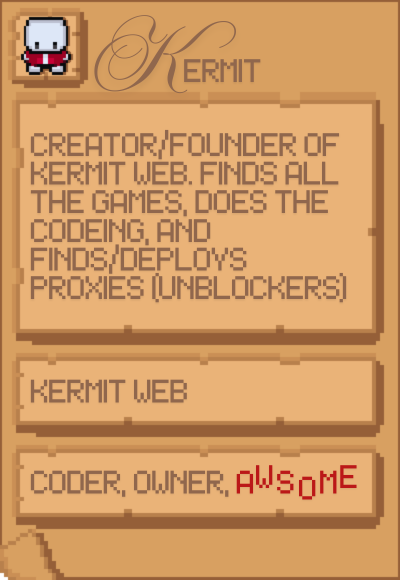 KERMIT
CREATOR/FOUNDER OF
KERMIT WEB. FINDS ALL
THE GAMES, DOES THE
CODEING, AND
FINDS/DEPLOYS
PROXIES (UNBLOCKERS)
KERMIT WEB
CODER, OWNER, AWSOME